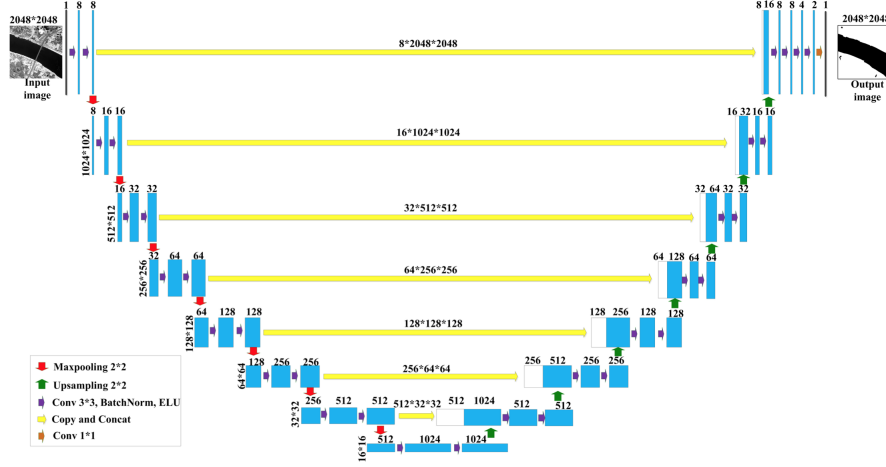 2048*2048
1 8 8
8 16 8 8 4 2 1
2048*2048
8*2048*2048
Input
image
Output
image
8 16 16
16 32 16 16
1024*1024
16*1024*1024
16 32 32
32 64 32 32
512*512
32*512*512
32 64 64
64 128 64 64
256*256
64*256*256
64 128 128
128 256 128 128
128*128
128*128*128
128 256 256
256 512 256 256
64*64
256*64*64
256 512 512
512*32*32
512 1024 512 512
32*32
512 1024 1024
16*16
Maxpooling 2*2
Upsampling 2*2
Conv 3*3, BatchNorm, ELU
Copy and Concat
Conv 1*1